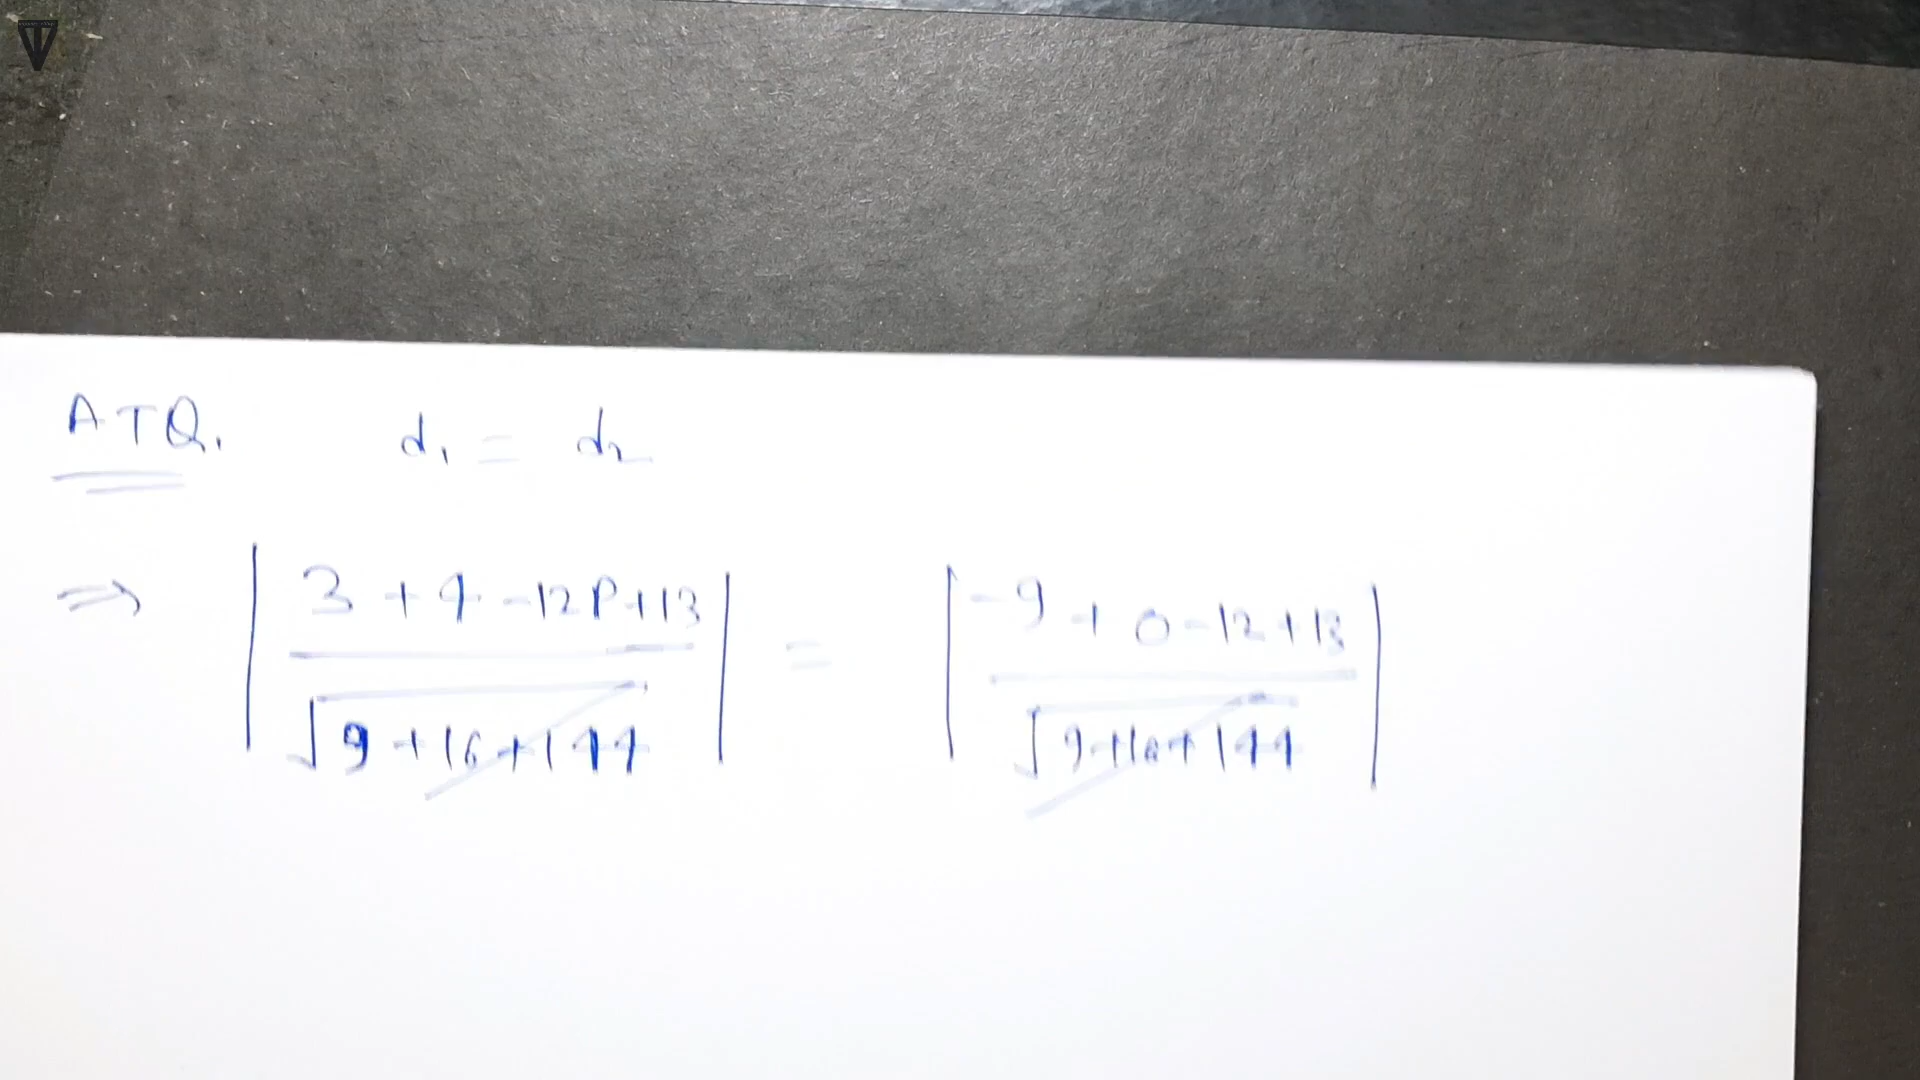 ATQ. d₁ = d₂
⇒ | 3 + 4 - 12P + 13 / √9 + 16 + 144 | = | -9 + 0 - 12 + 13 / √9 + 16 + 144 |